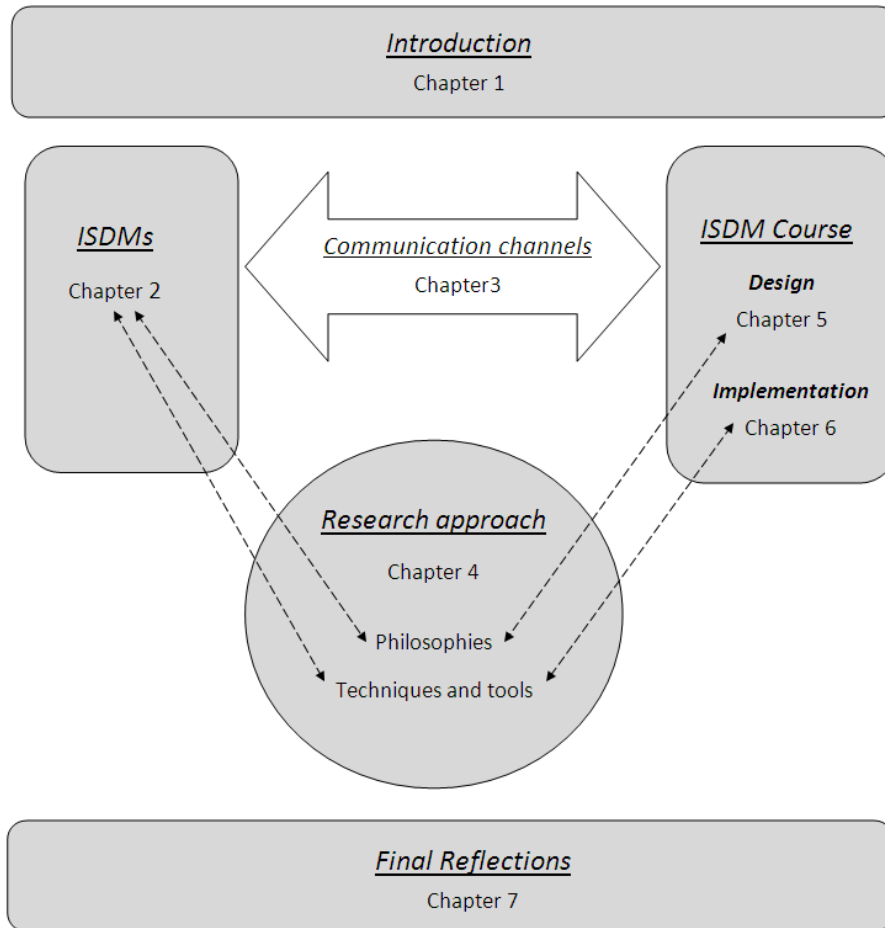 Introduction
Chapter 1
ISDMs
Chapter 2
Communication channels
Chapter3
ISDM Course
Design
Chapter 5
Implementation
Chapter 6
Research approach
Chapter 4
Philosophies
Techniques and tools
Final Reflections
Chapter 7